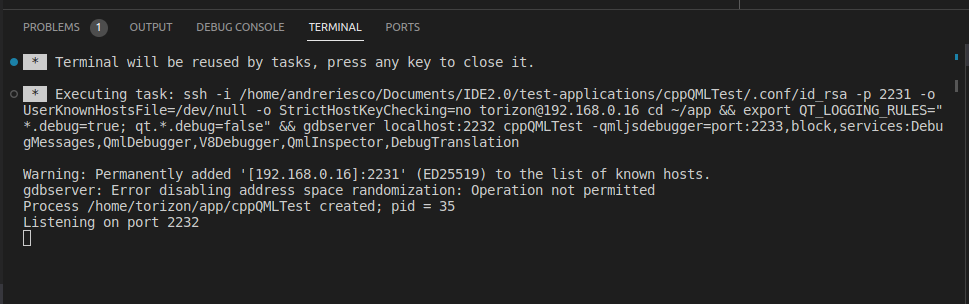 PROBLEMS 1 OUTPUT DEBUG CONSOLE TERMINAL PORTS
* Terminal will be reused by tasks, press any key to close it.
* Executing task: ssh -i /home/andreriesco/Documents/IDE2.0/test-applications/cppQMLTest/.conf/id_rsa -p 2231 -o
UserKnownHostsFile=/dev/null -o StrictHostKeyChecking=no torizon@192.168.0.16 cd ~/app && export QT_LOGGING_RULES="
*.debug=true; qt.*.debug=false" && gdbserver localhost:2232 cppQMLTest -qmljsdebugger=port:2233,block,services:Debu
gMessages,QmlDebugger,V8Debugger,QmlInspector,DebugTranslation
Warning: Permanently added '[192.168.0.16]:2231' (ED25519) to the list of known hosts.
gdbserver: Error disabling address space randomization: Operation not permitted
Process /home/torizon/app/cppQMLTest created; pid = 35
Listening on port 2232